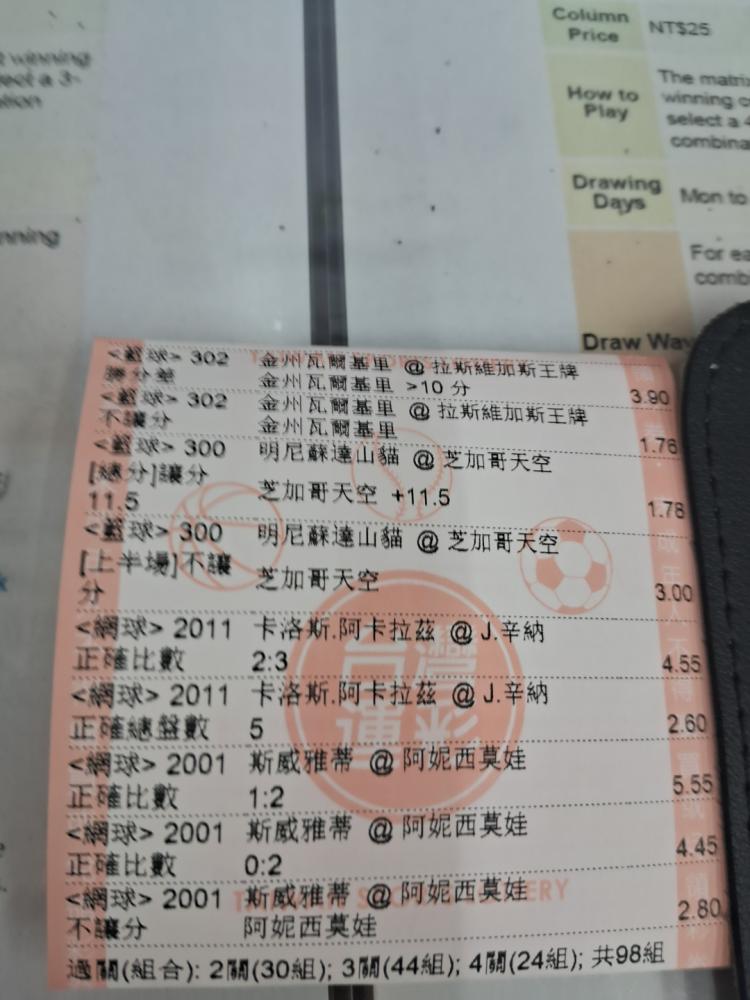 winning
ect a 3-
ation
nning
Column
Price
NT$25
How to
Play
The matrix
winning c
select a 4
combina
Drawing
Days
Mon to
For ea
comb
Draw Way
<籃球> 302 金州瓦爾基里 @ 拉斯維加斯王牌
勝分差 金州瓦爾基里 >10 分 3.90
<籃球> 302 金州瓦爾基里 @ 拉斯維加斯王牌
不讓分 金州瓦爾基里 1.76
<籃球> 300 明尼蘇達山貓 @ 芝加哥天空
[總分]讓分
11.5 芝加哥天空 +11.5 1.78
<籃球> 300 明尼蘇達山貓 @ 芝加哥天空
[上半場]不讓
分 芝加哥天空 3.00
<網球> 2011 卡洛斯.阿卡拉茲 @ J.辛納
正確比數 2:3 4.55
<網球> 2011 卡洛斯.阿卡拉茲 @ J.辛納
正確總盤數 5 2.60
<網球> 2001 斯威雅蒂 @ 阿妮西莫娃
正確比數 1:2 5.55
<網球> 2001 斯威雅蒂 @ 阿妮西莫娃
正確比數 0:2 4.45
<網球> 2001 斯威雅蒂 @ 阿妮西莫娃
不讓分 阿妮西莫娃 2.80
過關(組合): 2關(30組); 3關(44組); 4關(24組); 共98組
台灣
運彩